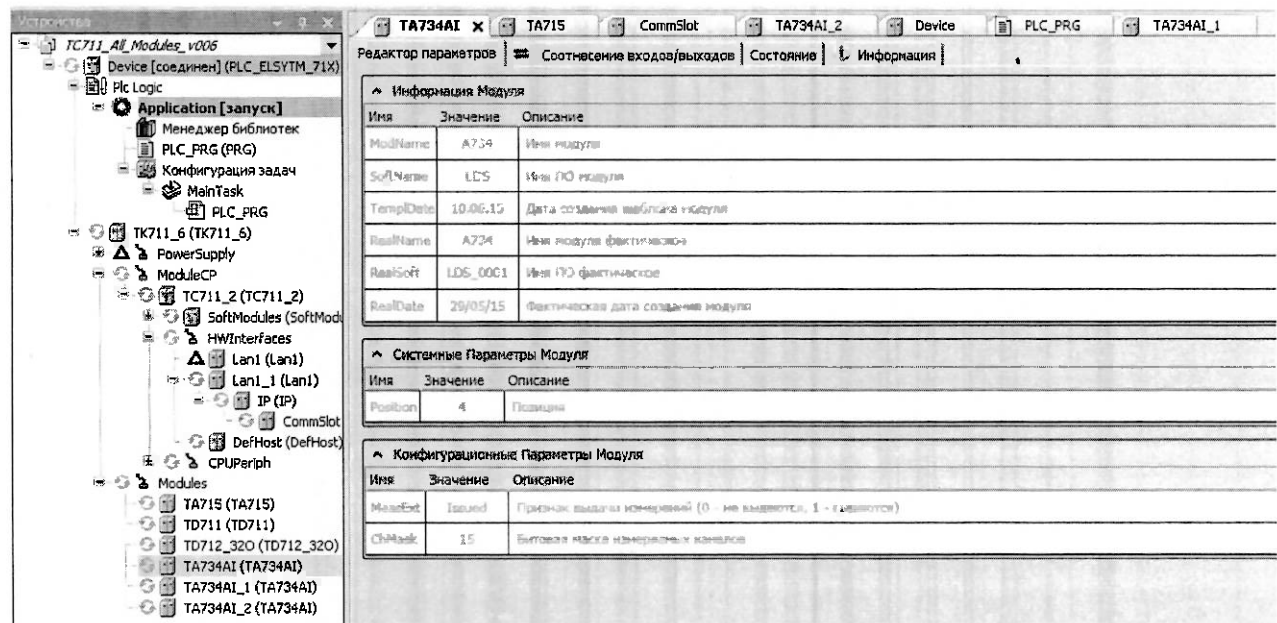 Устройства
TC711_All_Modules_v006
Device [соединен] (PLC_ELSYTM_71X)
Plc Logic
Application [запуск]
Менеджер библиотек
PLC_PRG (PRG)
Конфигурация задач
MainTask
PLC_PRG
TK711_6 (TK711_6)
PowerSupply
ModuleCP
TC711_2 (TC711_2)
SoftModules (SoftModu
HWInterfaces
Lan1 (Lan1)
Lan1_1 (Lan1)
IP (IP)
CommSlot
DefHost (DefHost)
CPUPeriph
Modules
TA715 (TA715)
TD711 (TD711)
TD712_32O (TD712_32O)
TA734AI (TA734AI)
TA734AI_1 (TA734AI)
TA734AI_2 (TA734AI)
TA734AI TA715 CommSlot TA734AI_2 Device PLC_PRG TA734AI_1
Редактор параметров Соотнесение входов/выходов Состояние Информация
Информация Модуля
Имя Значение Описание
ModName A734 Имя модуля
SoftName LDS Имя ПО модуля
TemplDate 10.06.15 Дата создания шаблона модуля
RealName A734 Имя модуля фактическое
RealSoft LDS_0001 Имя ПО фактическое
RealDate 29/05/15 Фактическая дата создания модуля
Системные Параметры Модуля
Имя Значение Описание
Position 4 Позиция
Конфигурационные Параметры Модуля
Имя Значение Описание
Issued Признак выдачи измерений (0 - не выдаются, 1 - выдаются)
ChMask 15 Битовая маска измеряемых каналов